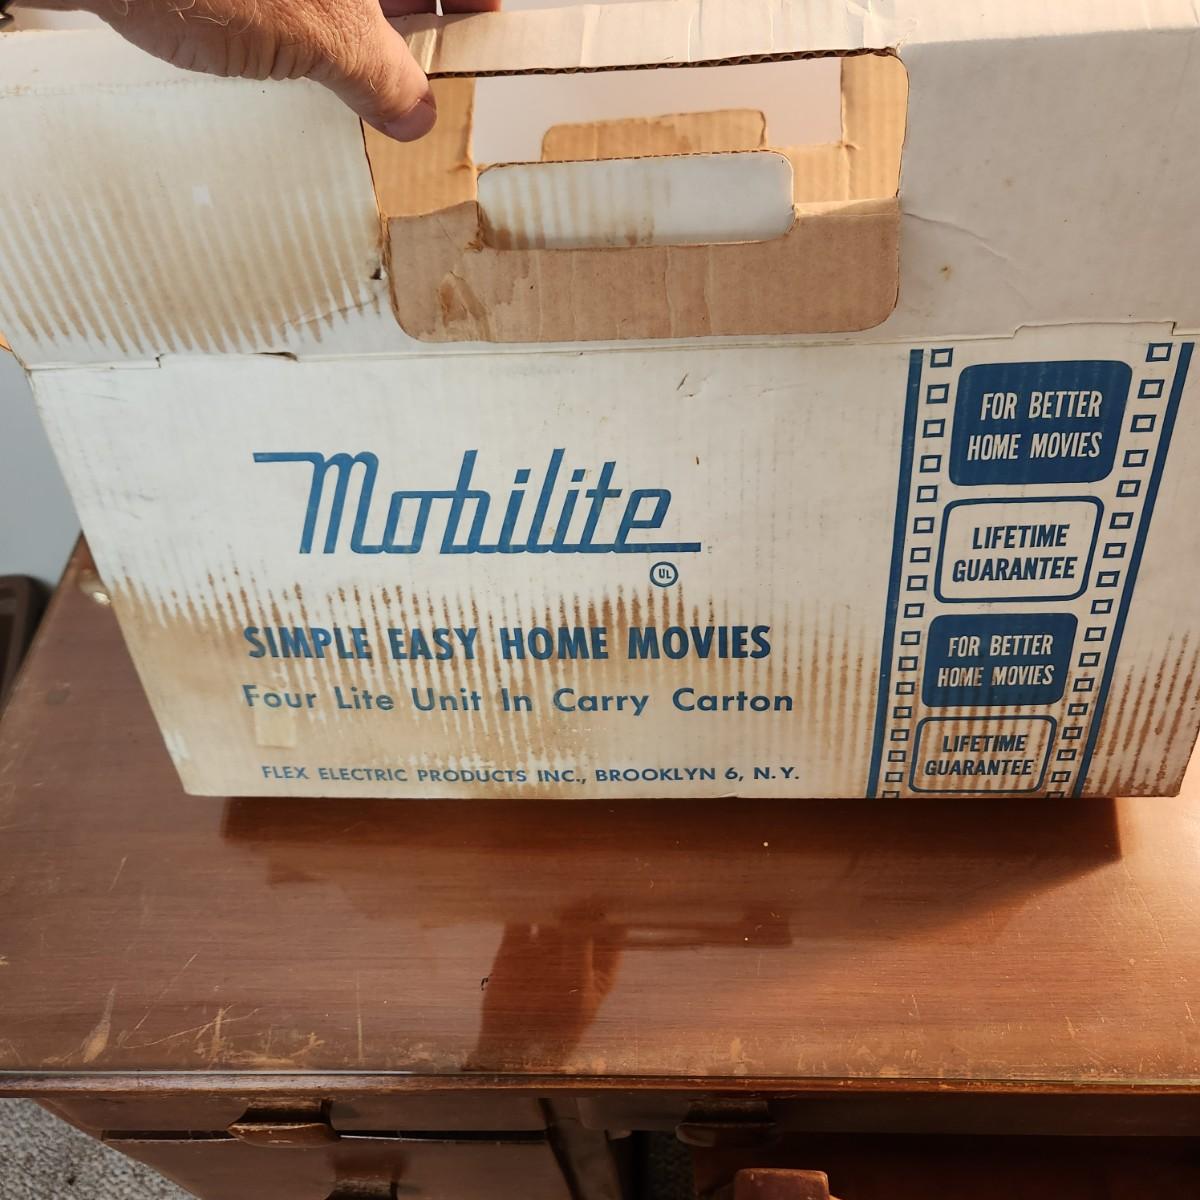 Mobilite
UL
SIMPLE EASY HOME MOVIES
Four Lite Unit In Carry Carton
FLEX ELECTRIC PRODUCTS INC., BROOKLYN 6, N.Y.
FOR BETTER
HOME MOVIES
LIFETIME
GUARANTEE
FOR BETTER
HOME MOVIES
LIFETIME
GUARANTEE